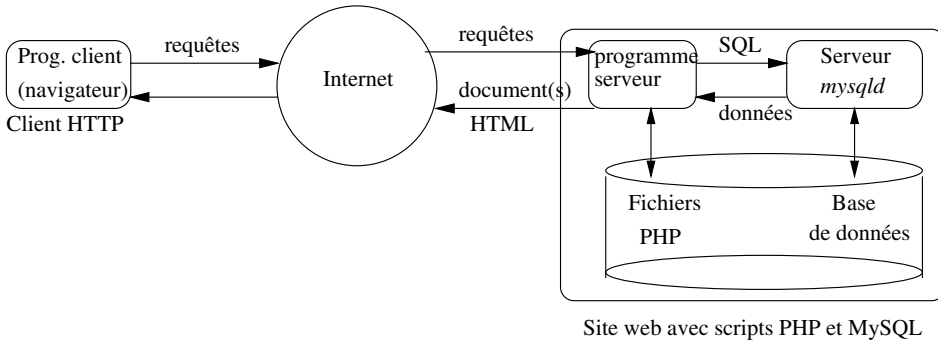 Prog. client
(navigateur)
Client HTTP
requêtes
Internet
requêtes
document(s)
HTML
programme
serveur
SQL
données
Serveur
mysqld
Fichiers
PHP
Base
de données
Site web avec scripts PHP et MySQL